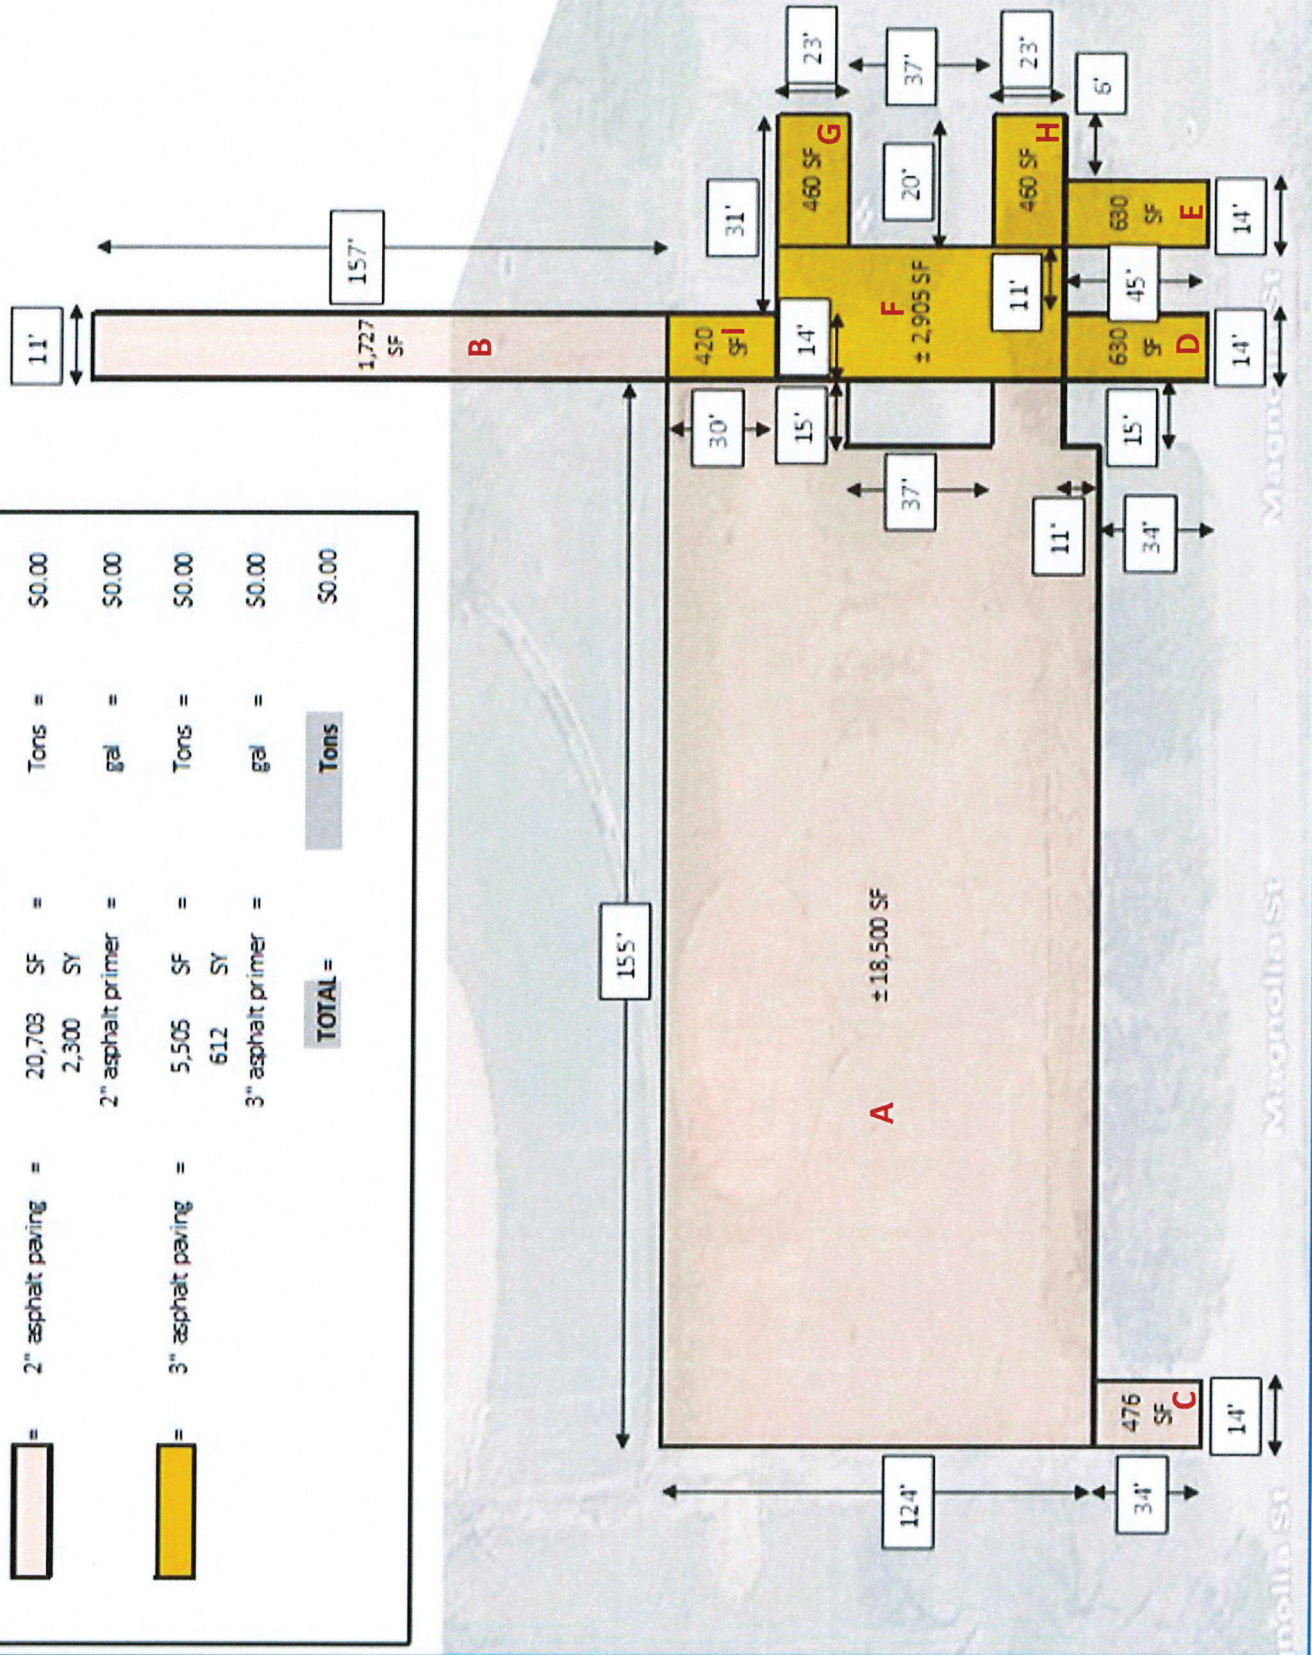 = 2" asphalt paving = 20,703 SF = Tons = $0.00
2,300 SY
2" asphalt primer = gal = $0.00
= 3" asphalt paving = 5,505 SF = Tons = $0.00
612 SY
3" asphalt primer = gal = $0.00
TOTAL = Tons $0.00
11'
157'
1,727
SF
B
31'
23'
460 SF
G
37'
20'
23'
460 SF
H
6'
155'
30'
420
SF
I
14'
15'
F
± 2,905 SF
11'
37'
A
± 18,500 SF
11'
34'
15'
630
SF
D
14'
45'
630
SF
E
14'
124'
34'
476
SF
C
14'
nolia St
Magnolia St
Magnolia St